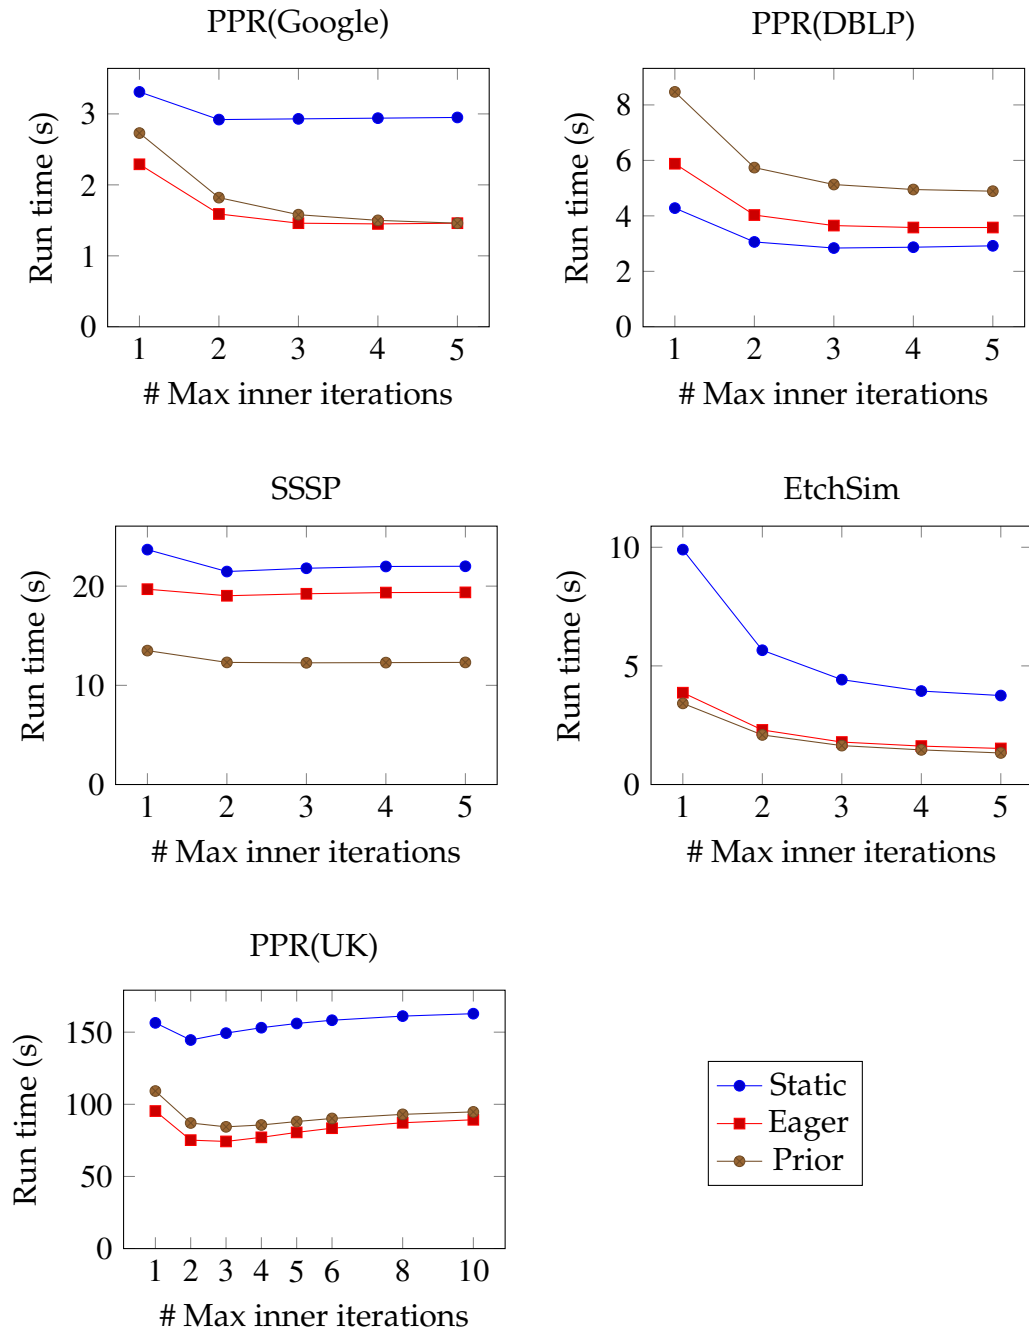 PPR(Google)
Run time (s)
0
1
2
3
1 2 3 4 5
# Max inner iterations
PPR(DBLP)
Run time (s)
0
2
4
6
8
1 2 3 4 5
# Max inner iterations
SSSP
Run time (s)
0
10
20
1 2 3 4 5
# Max inner iterations
EtchSim
Run time (s)
0
5
10
1 2 3 4 5
# Max inner iterations
PPR(UK)
Run time (s)
0
50
100
150
1 2 3 4 5 6 8 10
# Max inner iterations
Static
Eager
Prior